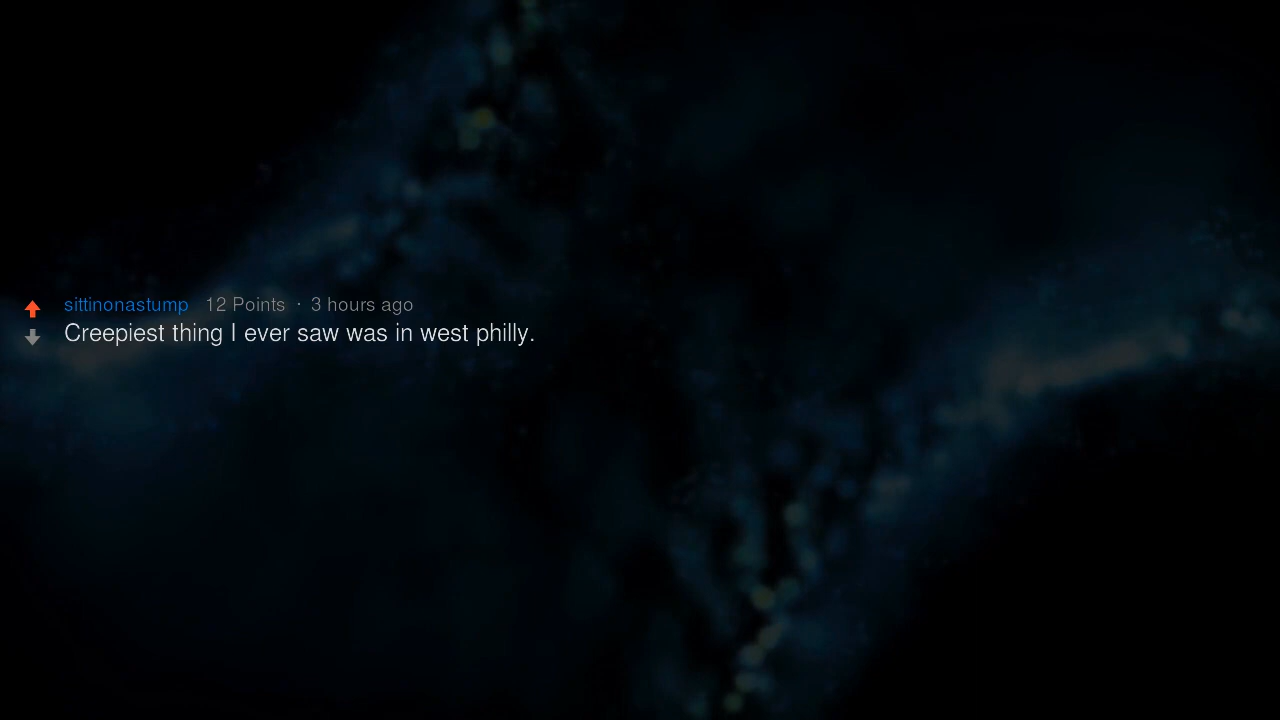 sittinonastump 12 Points · 3 hours ago
Creepiest thing I ever saw was in west philly.